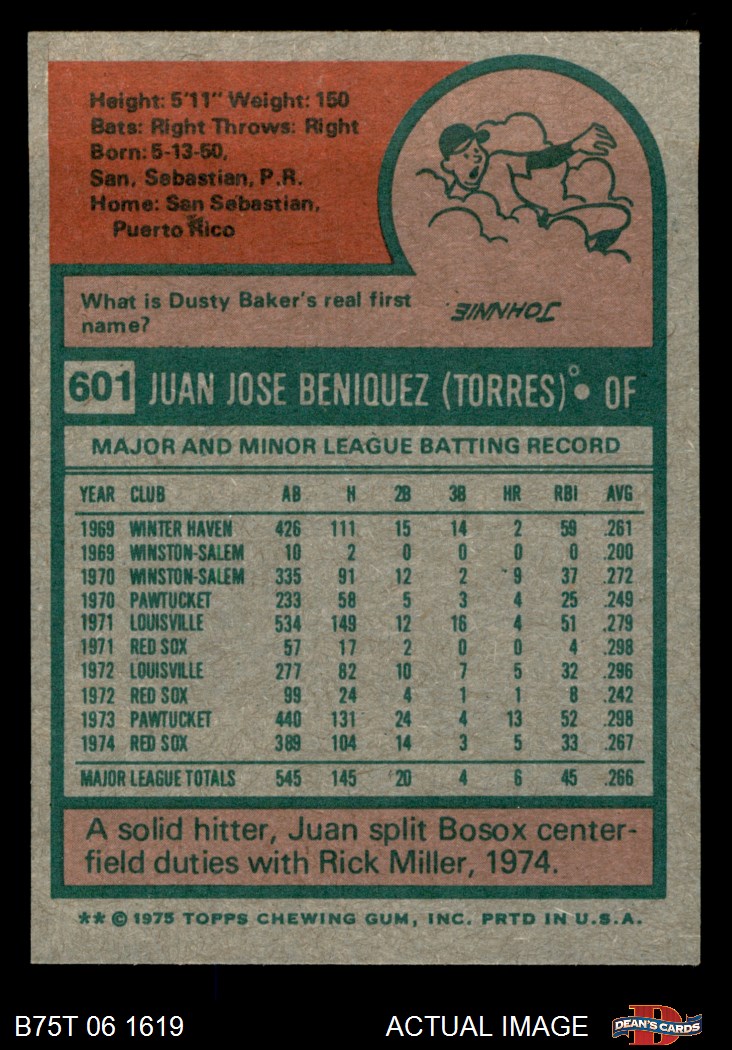 Height: 5'11" Weight: 150
Bats: Right Throws: Right
Born: 5-13-50,
San, Sebastian, P.R.
Home: San Sebastian,
Puerto Rico
What is Dusty Baker's real first
name?
JOHNNIE
601 JUAN JOSE BENIQUEZ (TORRES)° • OF
MAJOR AND MINOR LEAGUE BATTING RECORD
YEAR CLUB AB H 2B 3B HR RBI AVG
1969 WINTER HAVEN 426 111 15 14 2 59 .261
1969 WINSTON-SALEM 10 2 0 0 0 0 .200
1970 WINSTON-SALEM 335 91 12 2 9 37 .272
1970 PAWTUCKET 233 58 5 3 4 25 .249
1971 LOUISVILLE 534 149 12 16 4 51 .279
1971 RED SOX 57 17 2 0 0 4 .298
1972 LOUISVILLE 277 82 10 7 5 32 .296
1972 RED SOX 99 24 4 1 1 8 .242
1973 PAWTUCKET 440 131 24 4 13 52 .298
1974 RED SOX 389 104 14 3 5 33 .267
MAJOR LEAGUE TOTALS 545 145 20 4 6 45 .266
A solid hitter, Juan split Bosox center-
field duties with Rick Miller, 1974.
** © 1975 TOPPS CHEWING GUM, INC. PRTD IN U.S.A.
B75T 06 1619 ACTUAL IMAGE D DEAN'S CARDS